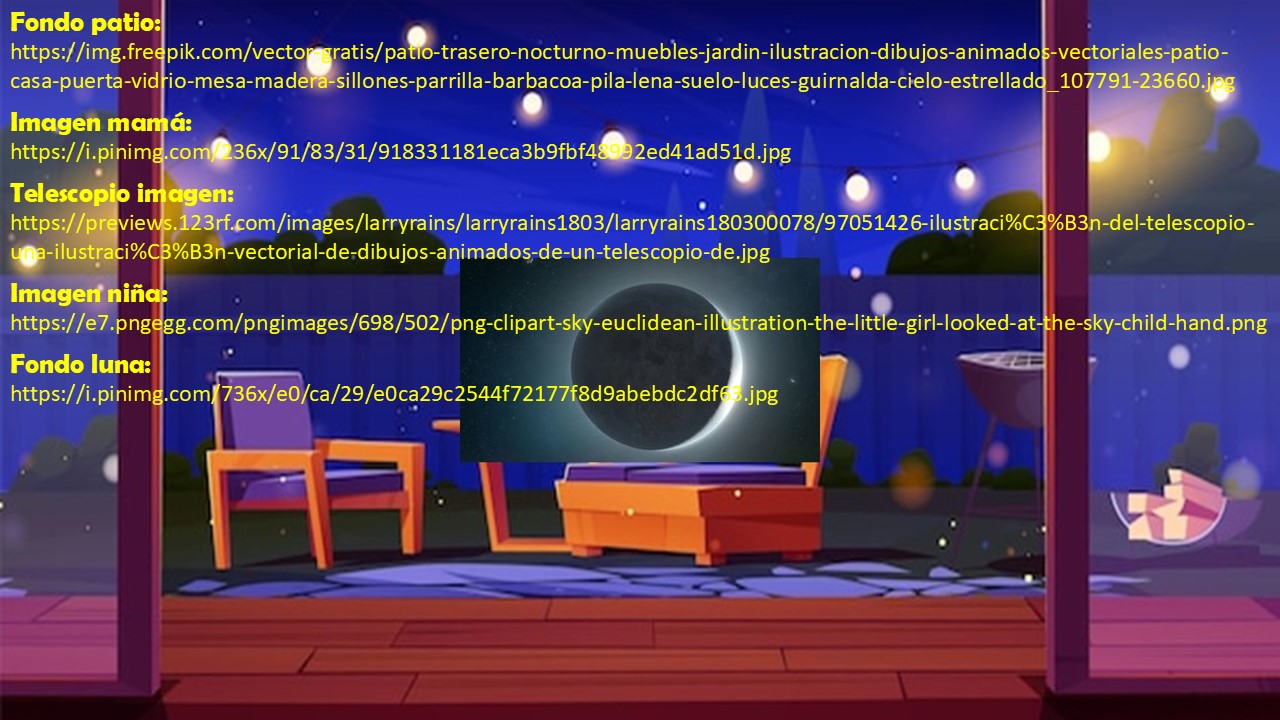 Fondo patio:
https://img.freepik.com/vector-gratis/patio-trasero-nocturno-muebles-jardin-ilustracion-dibujos-animados-vectoriales-patio-
casa-puerta-vidrio-mesa-madera-sillones-parrilla-barbacoa-pila-lena-suelo-luces-guirnalda-cielo-estrellado_107791-23660.jpg
Imagen mamá:
https://i.pinimg.com/236x/91/83/31/918331181eca3b9fbf48992ed41ad51d.jpg
Telescopio imagen:
https://previews.123rf.com/images/larryrains/larryrains1803/larryrains180300078/97051426-ilustraci%C3%B3n-del-telescopio-
una-ilustraci%C3%B3n-vectorial-de-dibujos-animados-de-un-telescopio-de.jpg
Imagen niña:
https://e7.pngegg.com/pngimages/698/502/png-clipart-sky-euclidean-illustration-the-little-girl-looked-at-the-sky-child-hand.png
Fondo luna:
https://i.pinimg.com/736x/e0/ca/29/e0ca29c2544f72177f8d9abebdc2df63.jpg